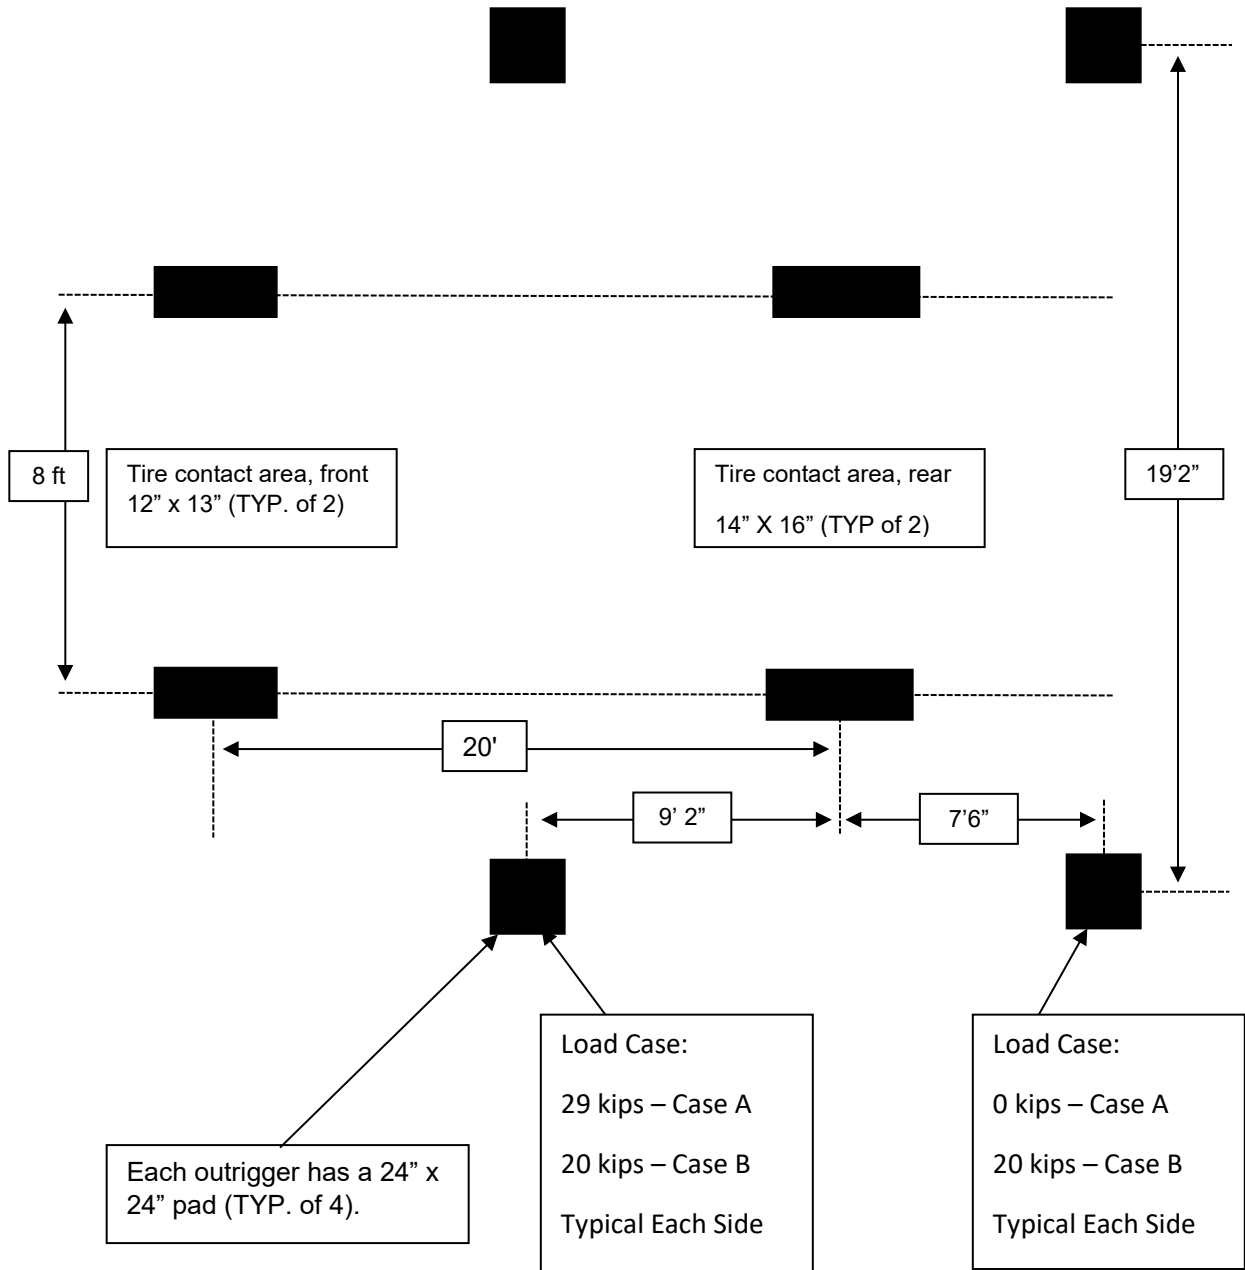 8 ft
Tire contact area, front
12” x 13” (TYP. of 2)
Tire contact area, rear
14” X 16” (TYP of 2)
19’2”
20'
9’ 2”
7’6”
Each outrigger has a 24” x
24” pad (TYP. of 4).
Load Case:
29 kips – Case A
20 kips – Case B
Typical Each Side
Load Case:
0 kips – Case A
20 kips – Case B
Typical Each Side